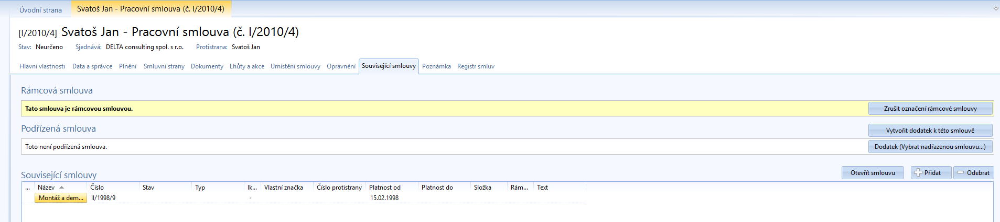 Úvodní strana Svatoš Jan - Pracovní smlouva (č. I/2010/4)
[I/2010/4] Svatoš Jan - Pracovní smlouva (č. I/2010/4)
Stav: Neurčeno Sjednává: DELTA consulting spol. s r.o. Protistrana: Svatoš Jan
Hlavní vlastnosti Data a správce Plnění Smluvní strany Dokumenty Lhůty a akce Umístění smlouvy Oprávnění Související smlouvy Poznámka Registr smluv
Rámcová smlouva
Tato smlouva je rámcovou smlouvou. Zrušit označení rámcové smlouvy
Podřízená smlouva Vytvořit dodatek k této smlouvě
Toto není podřízená smlouva. Dodatek (Vybrat nadřazenou smlouvu...)
Související smlouvy Otevřít smlouvu Přidat Odebrat
... Název Číslo Stav Typ Ik... Vlastní značka Číslo protistrany Platnost od Platnost do Složka Rám... Text
Montáž a dem... II/1998/9 15.02.1998